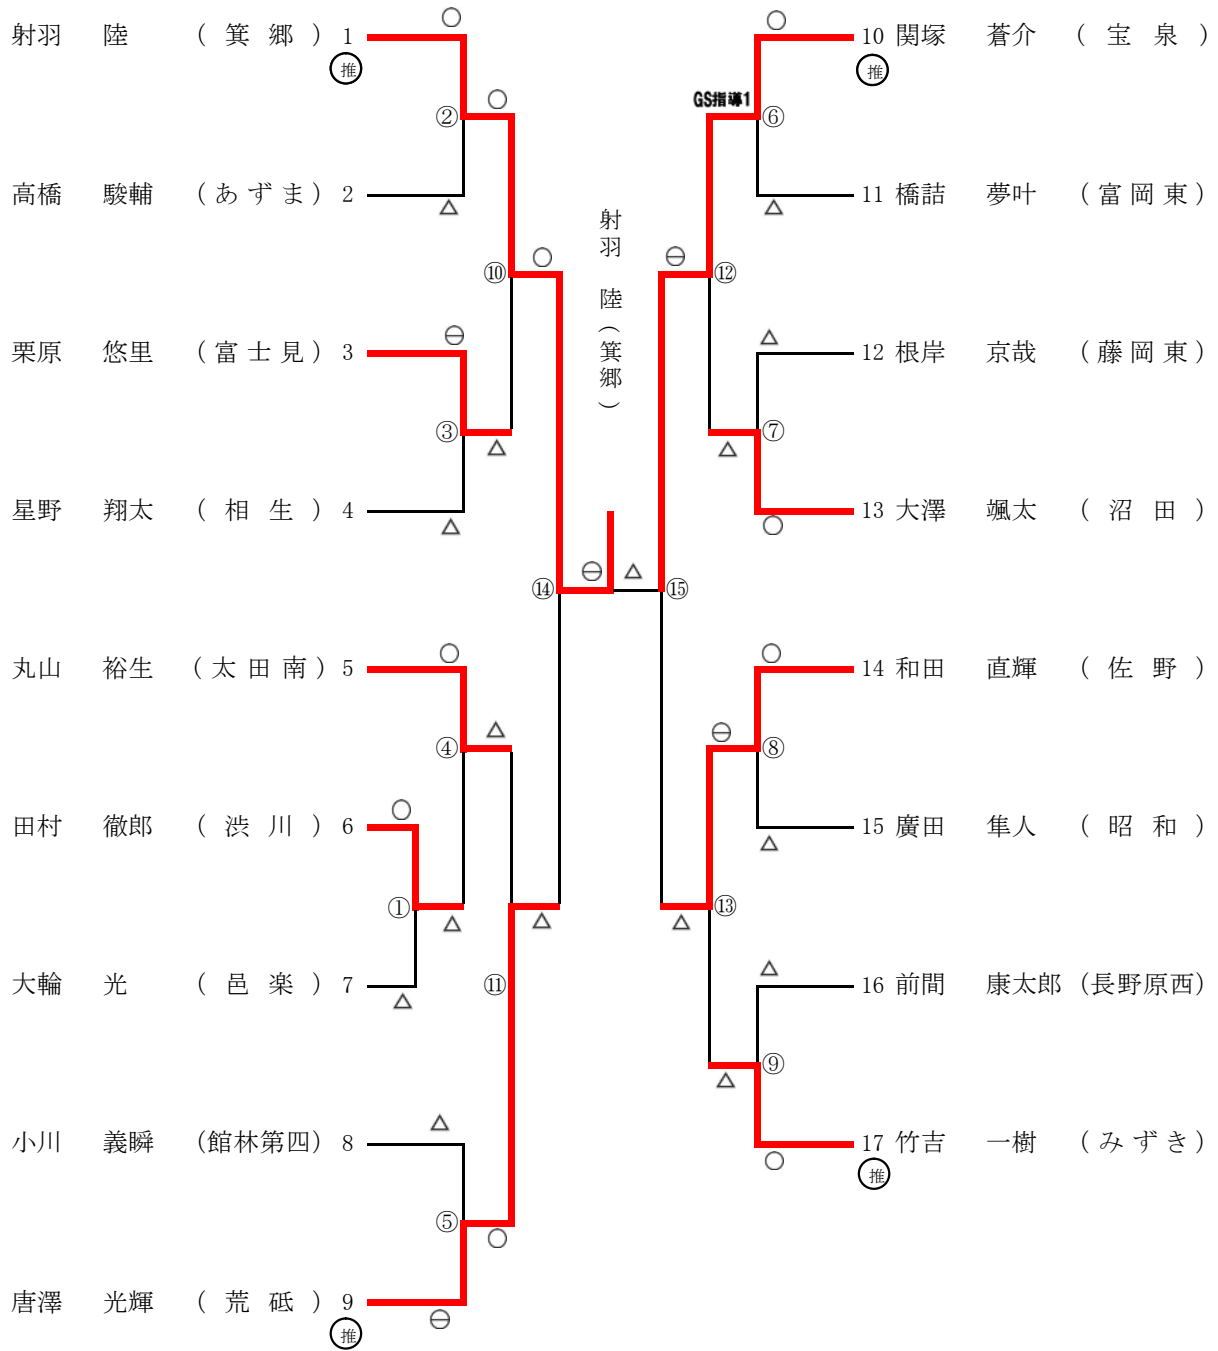 射羽 陸 (箕郷) 1
推
②
高橋 駿輔 (あずま) 2
⑩
栗原 悠里 (富士見) 3
③
星野 翔太 (相生) 4
⑭
丸山 裕生 (太田南) 5
④
田村 徹郎 (渋川) 6
①
大輪 光 (邑楽) 7
⑪
小川 義瞬 (館林第四) 8
⑤
唐澤 光輝 (荒砥) 9
推
射羽 陸(箕郷)
10 関塚 蒼介 (宝泉)
推
GS指導1
⑥
11 橋詰 夢叶 (富岡東)
⑫
12 根岸 京哉 (藤岡東)
⑦
13 大澤 颯太 (沼田)
⑮
14 和田 直輝 (佐野)
⑧
15 廣田 隼人 (昭和)
⑬
16 前間 康太郎 (長野原西)
⑨
17 竹吉 一樹 (みずき)
推